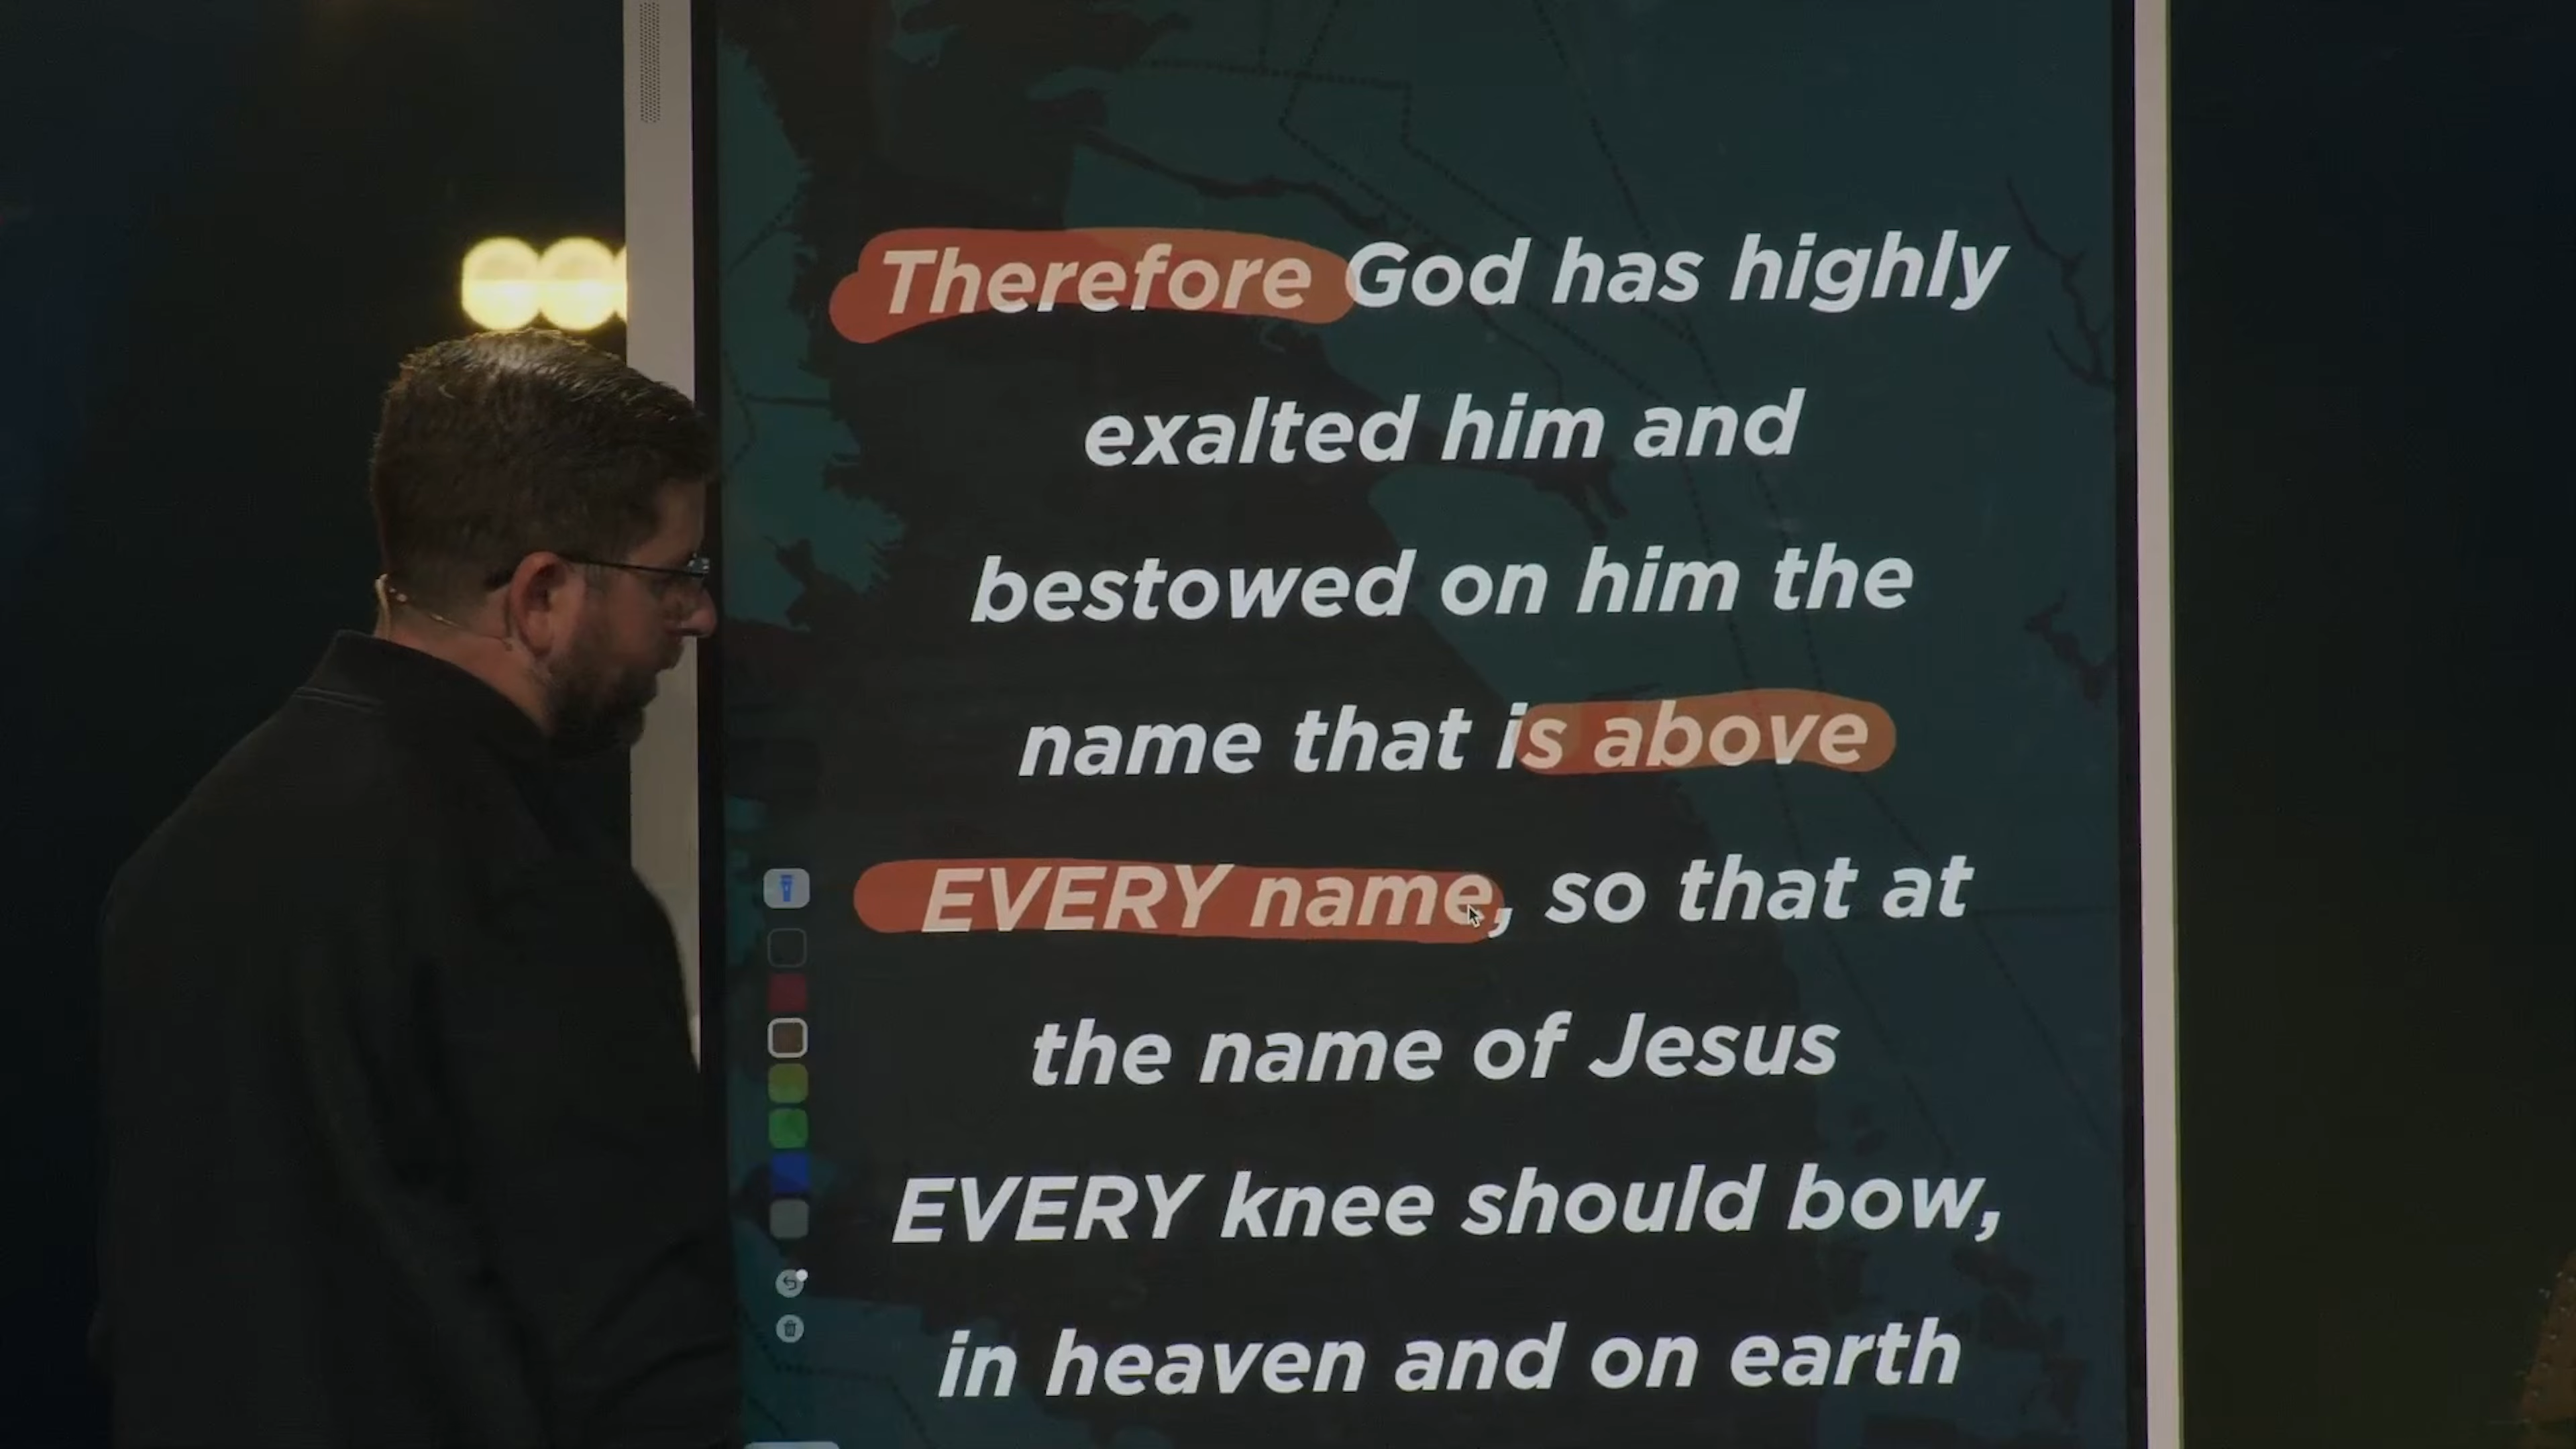 Therefore God has highly
exalted him and
bestowed on him the
name that is above
EVERY name, so that at
the name of Jesus
EVERY knee should bow,
in heaven and on earth